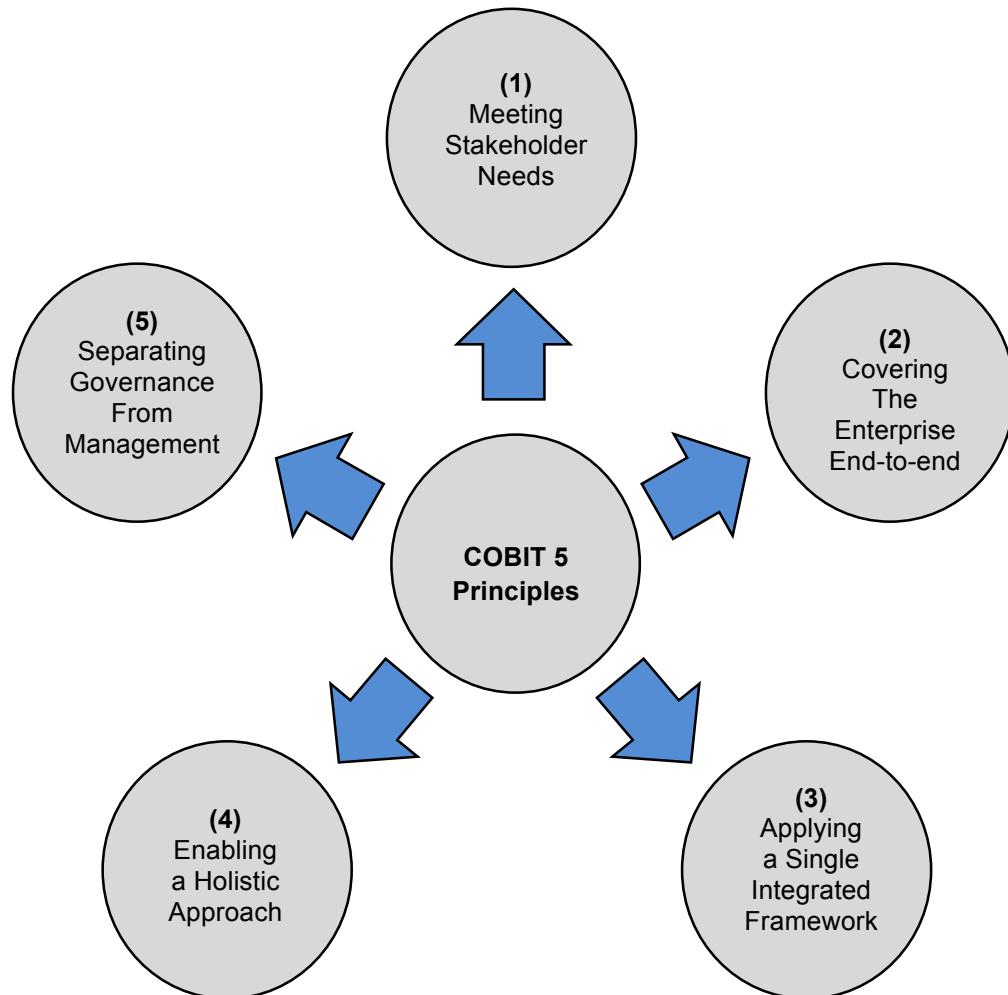 (1)
Meeting
Stakeholder
Needs
(2)
Covering
The
Enterprise
End-to-end
(3)
Applying
a Single
Integrated
Framework
(4)
Enabling
a Holistic
Approach
(5)
Separating
Governance
From
Management
COBIT 5
Principles